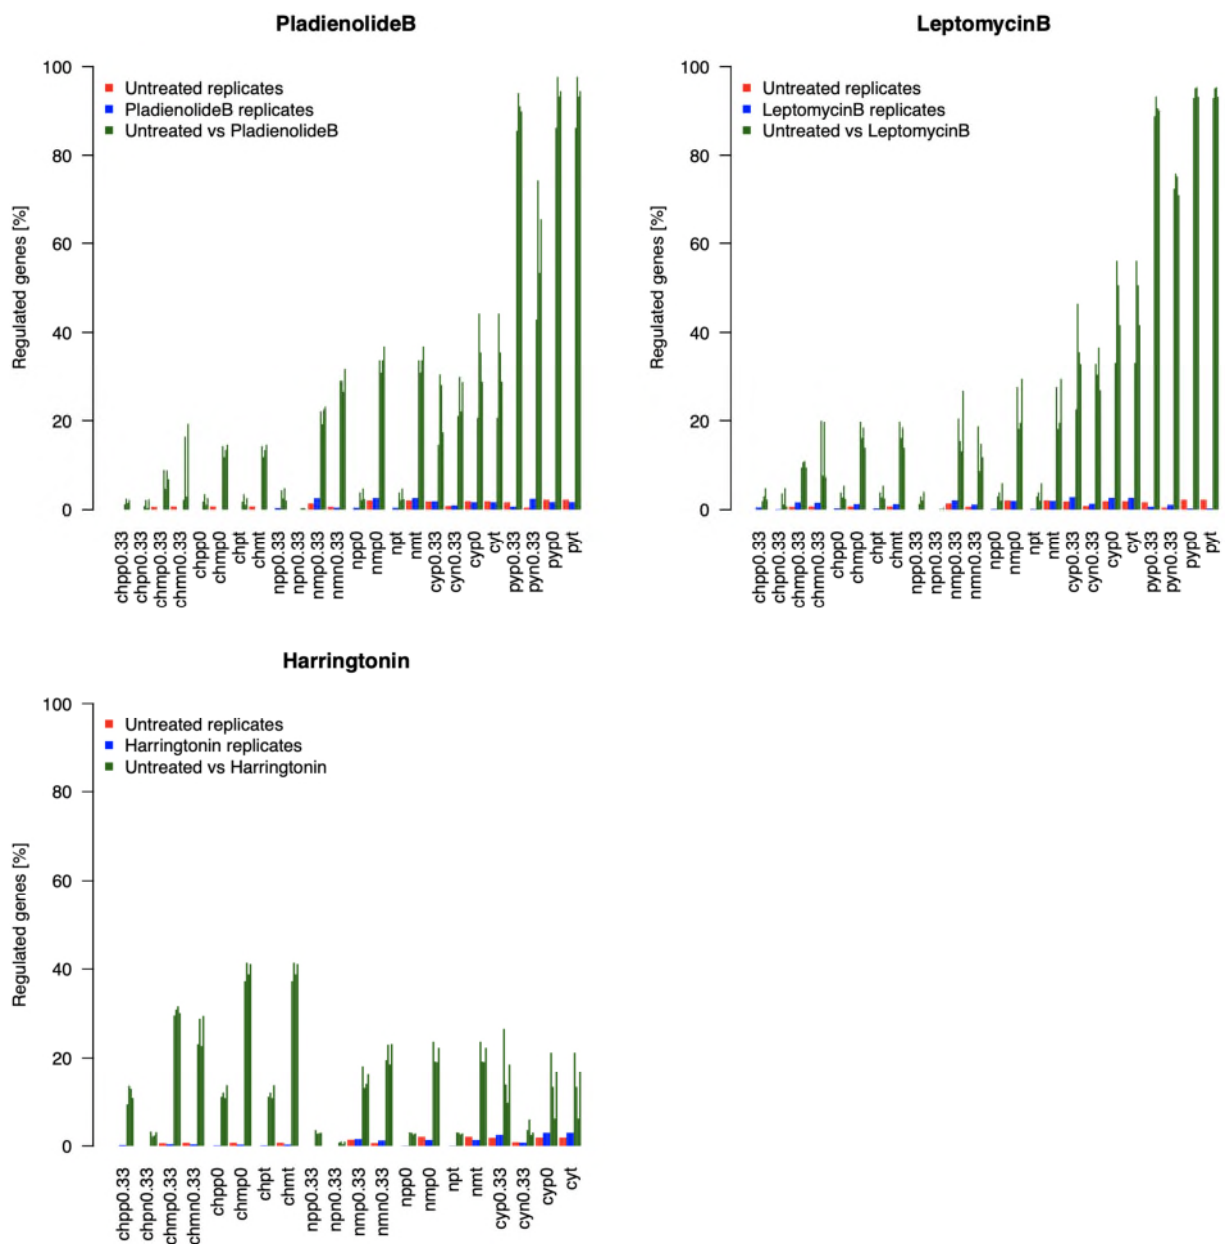 PladienolideB
100
80
60
40
20
0
Regulated genes [%]
Untreated replicates
PladienolideB replicates
Untreated vs PladienolideB
chpp0.33
chpn0.33
chmp0.33
chmn0.33
chpp0
chmp0
chpt
chmt
npp0.33
npn0.33
nmp0.33
nmn0.33
npp0
nmp0
npt
nmt
cyp0.33
cyn0.33
cyp0
cyt
pyp0.33
pyn0.33
pyp0
pyt
LeptomycinB
100
80
60
40
20
0
Regulated genes [%]
Untreated replicates
LeptomycinB replicates
Untreated vs LeptomycinB
chpp0.33
chpn0.33
chmp0.33
chmn0.33
chpp0
chmp0
chpt
chmt
npp0.33
npn0.33
nmp0.33
nmn0.33
npp0
nmp0
npt
nmt
cyp0.33
cyn0.33
cyp0
cyt
pyp0.33
pyn0.33
pyp0
pyt
Harringtonin
100
80
60
40
20
0
Regulated genes [%]
Untreated replicates
Harringtonin replicates
Untreated vs Harringtonin
chpp0.33
chpn0.33
chmp0.33
chmn0.33
chpp0
chmp0
chpt
chmt
npp0.33
npn0.33
nmp0.33
nmn0.33
npp0
nmp0
npt
nmt
cyp0.33
cyn0.33
cyp0
cyt